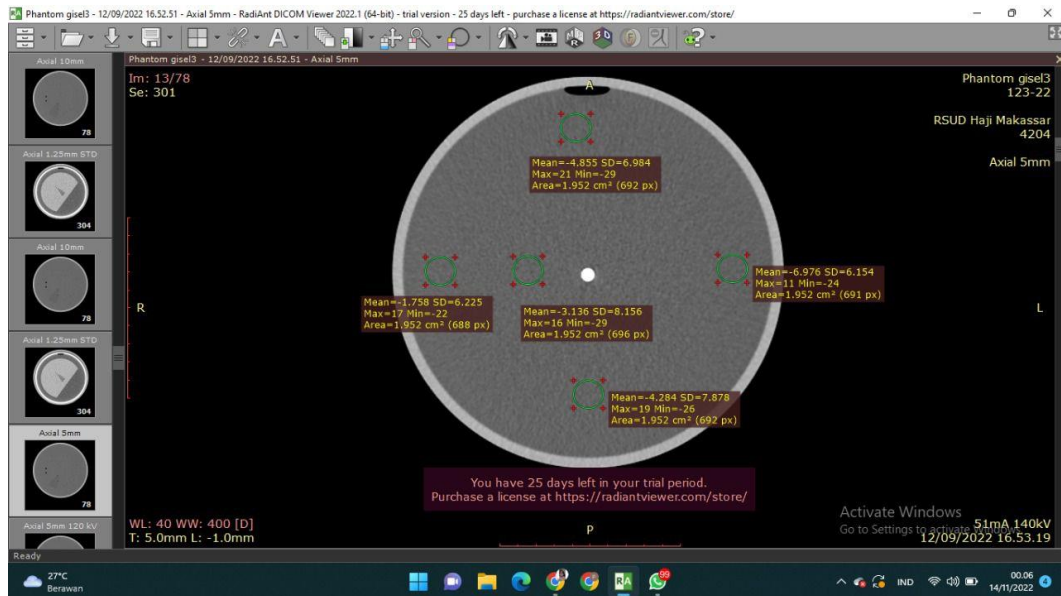 Phantom gisel3 - 12/09/2022 16.52.51 - Axial 5mm - RadiAnt DICOM Viewer 2022.1 (64-bit) - trial version - 25 days left - purchase a license at https://radiantviewer.com/store/
Phantom gisel3 - 12/09/2022 16.52.51 - Axial 5mm
Axial 10mm
78
Axial 1.25mm STD
304
Axial 10mm
78
Axial 1.25mm STD
304
Axial 5mm
78
Axial 5mm 120 kV
Im: 13/78
Se: 301
Phantom gisel3
123-22
RSUD Haji Makassar
4204
Axial 5mm
A
Mean=-4.855 SD=6.984
Max=21 Min=-29
Area=1.952 cm² (692 px)
R
Mean=-1.758 SD=6.225
Max=17 Min=-22
Area=1.952 cm² (688 px)
Mean=-3.136 SD=8.156
Max=16 Min=-29
Area=1.952 cm² (696 px)
Mean=-6.976 SD=6.154
Max=11 Min=-24
Area=1.952 cm² (691 px)
L
Mean=-4.284 SD=7.878
Max=19 Min=-26
Area=1.952 cm² (692 px)
You have 25 days left in your trial period.
Purchase a license at https://radiantviewer.com/store/
P
WL: 40 WW: 400 [D]
T: 5.0mm L: -1.0mm
Activate Windows
Go to Settings to activate Windows.
51mA 140kV
12/09/2022 16.53.19
Ready
27°C
Berawan
RA
99
IND
00.06
14/11/2022
4